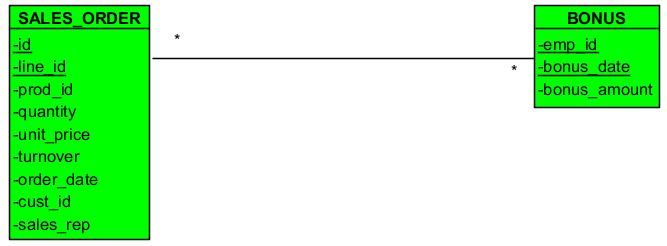 SALES_ORDER
-id
-line_id
-prod_id
-quantity
-unit_price
-turnover
-order_date
-cust_id
-sales_rep
*
*
BONUS
-emp_id
-bonus_date
-bonus_amount